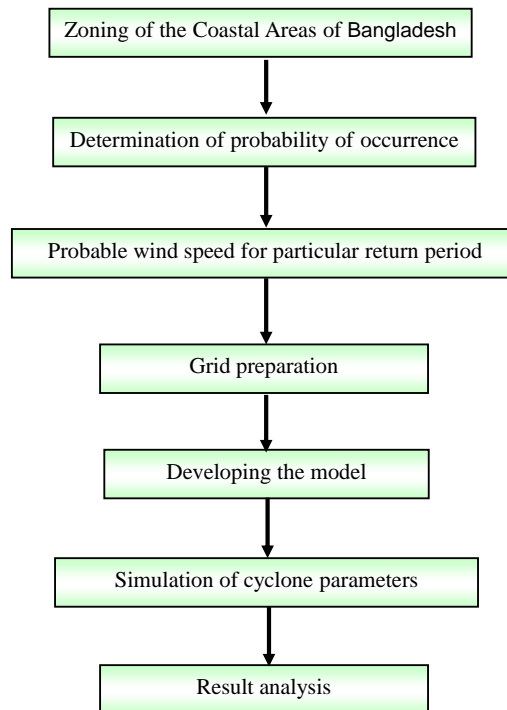 Zoning of the Coastal Areas of Bangladesh
Determination of probability of occurrence
Probable wind speed for particular return period
Grid preparation
Developing the model
Simulation of cyclone parameters
Result analysis